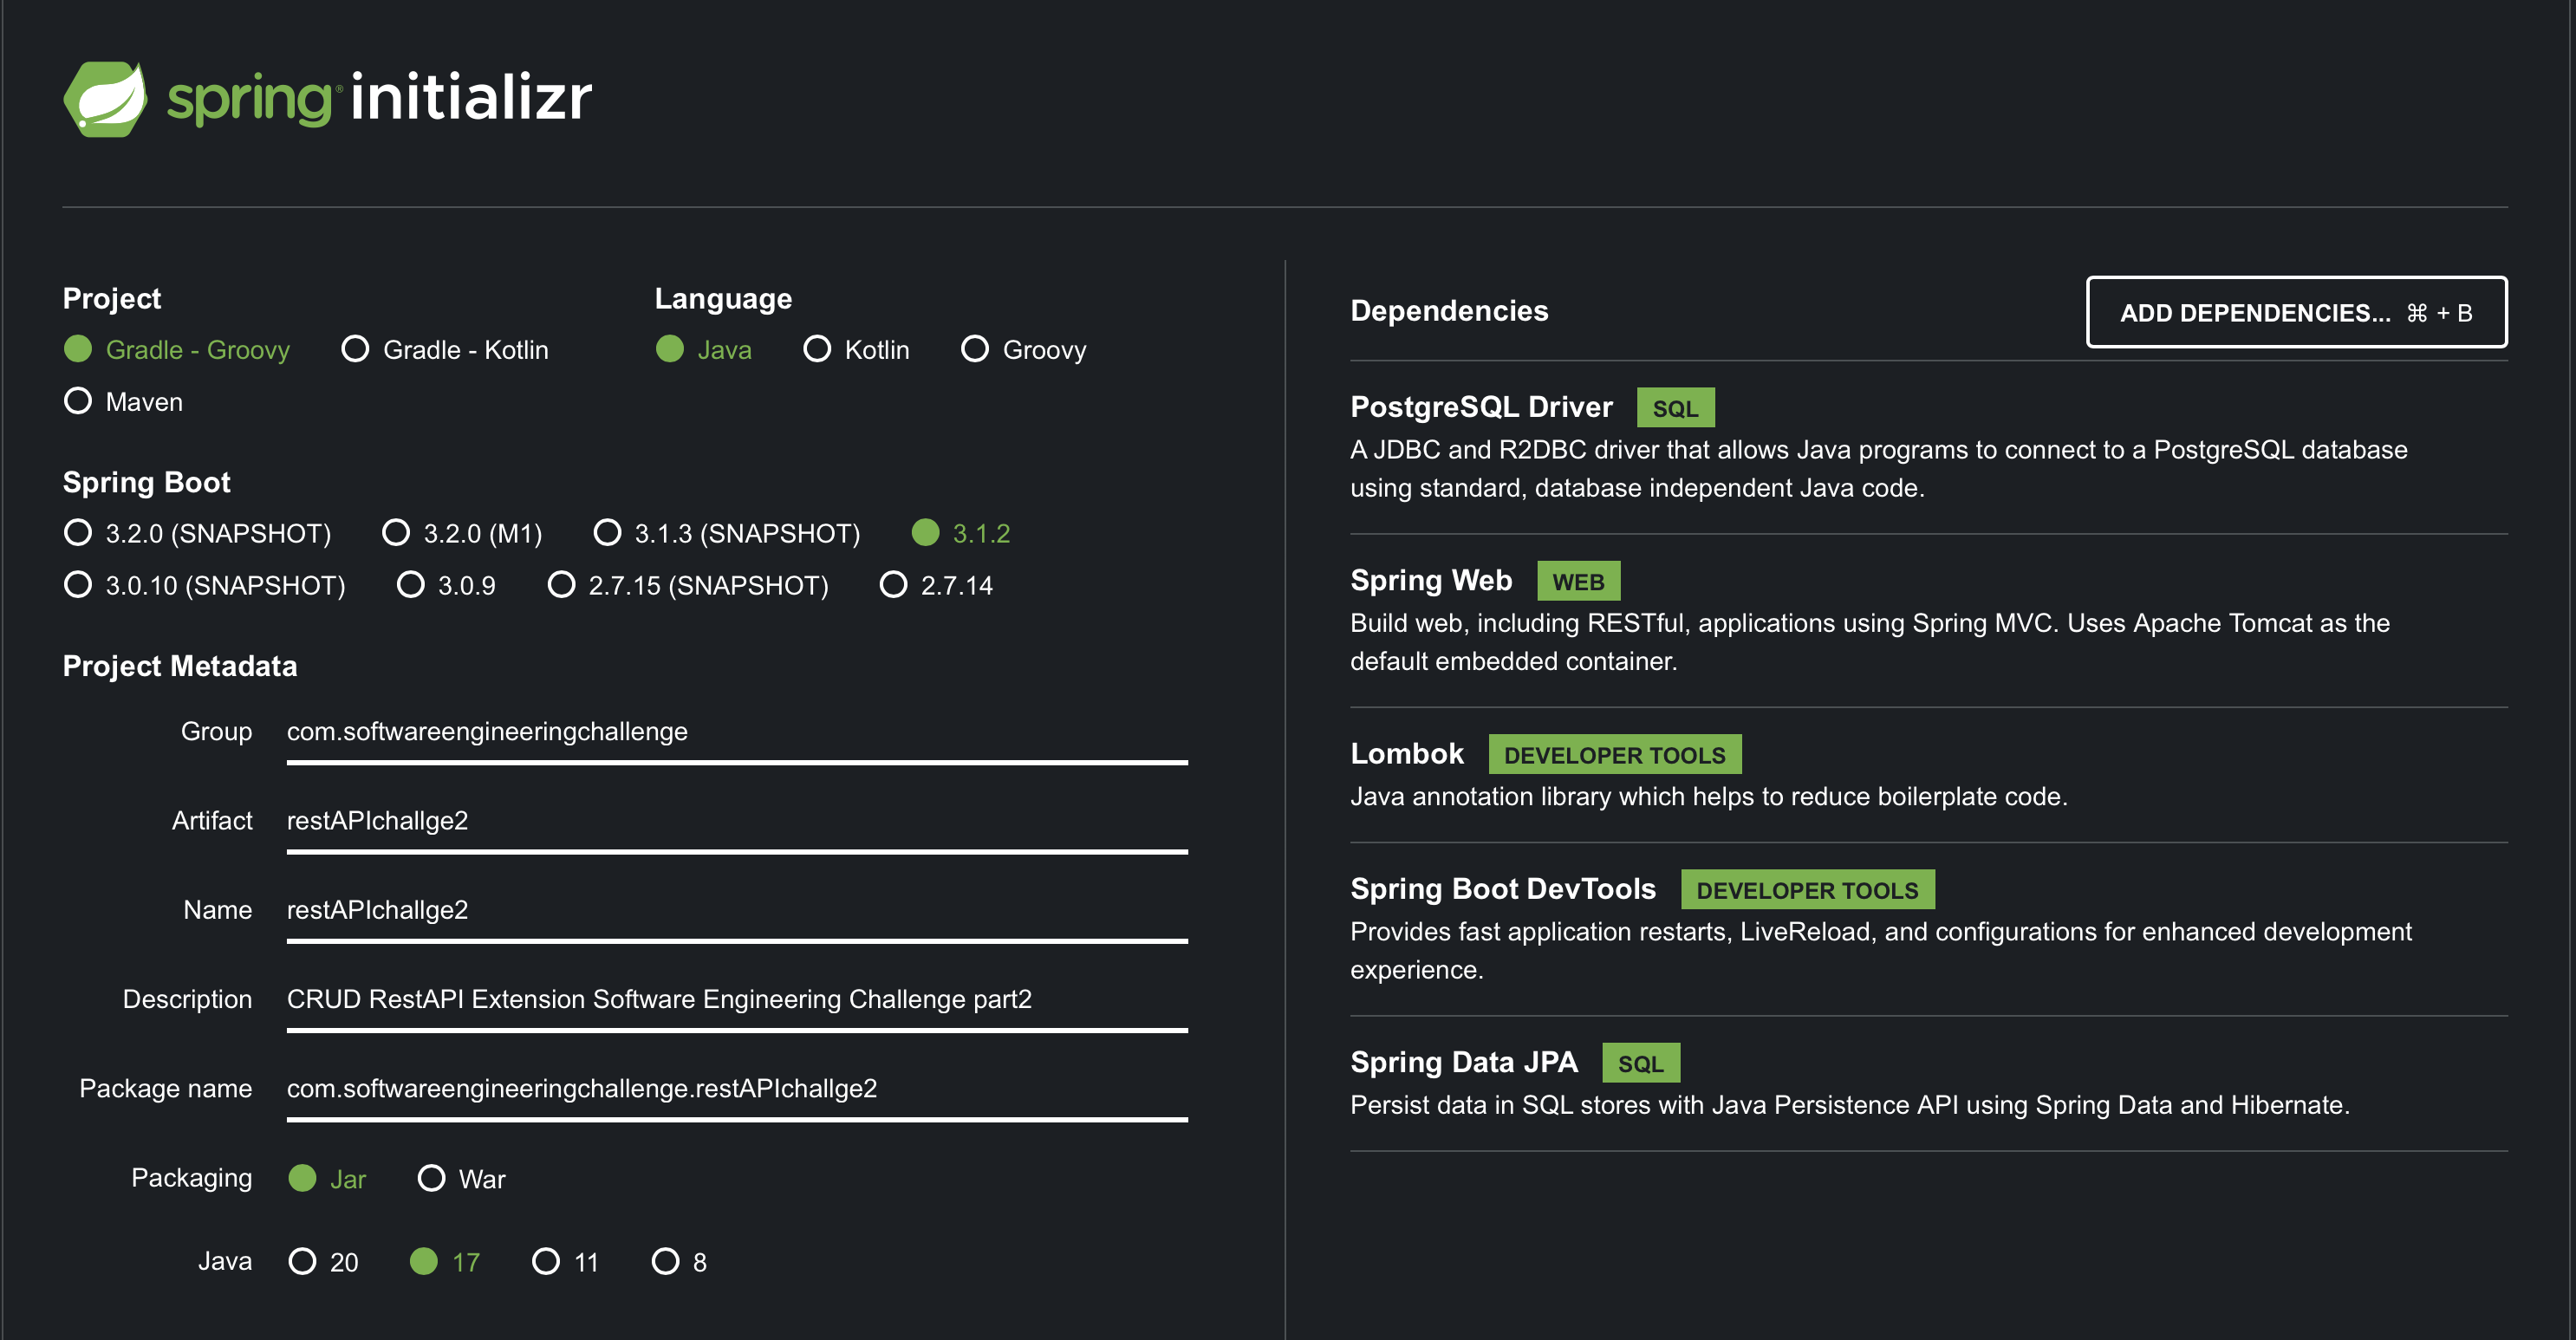 spring® initializr
Project
Gradle - Groovy Gradle - Kotlin
Maven
Language
Java Kotlin Groovy
Spring Boot
3.2.0 (SNAPSHOT) 3.2.0 (M1) 3.1.3 (SNAPSHOT) 3.1.2
3.0.10 (SNAPSHOT) 3.0.9 2.7.15 (SNAPSHOT) 2.7.14
Project Metadata
Group com.softwareengineeringchallenge
Artifact restAPIchallge2
Name restAPIchallge2
Description CRUD RestAPI Extension Software Engineering Challenge part2
Package name com.softwareengineeringchallenge.restAPIchallge2
Packaging Jar War
Java 20 17 11 8
Dependencies ADD DEPENDENCIES... ⌘ + B
PostgreSQL Driver SQL
A JDBC and R2DBC driver that allows Java programs to connect to a PostgreSQL database
using standard, database independent Java code.
Spring Web WEB
Build web, including RESTful, applications using Spring MVC. Uses Apache Tomcat as the
default embedded container.
Lombok DEVELOPER TOOLS
Java annotation library which helps to reduce boilerplate code.
Spring Boot DevTools DEVELOPER TOOLS
Provides fast application restarts, LiveReload, and configurations for enhanced development
experience.
Spring Data JPA SQL
Persist data in SQL stores with Java Persistence API using Spring Data and Hibernate.